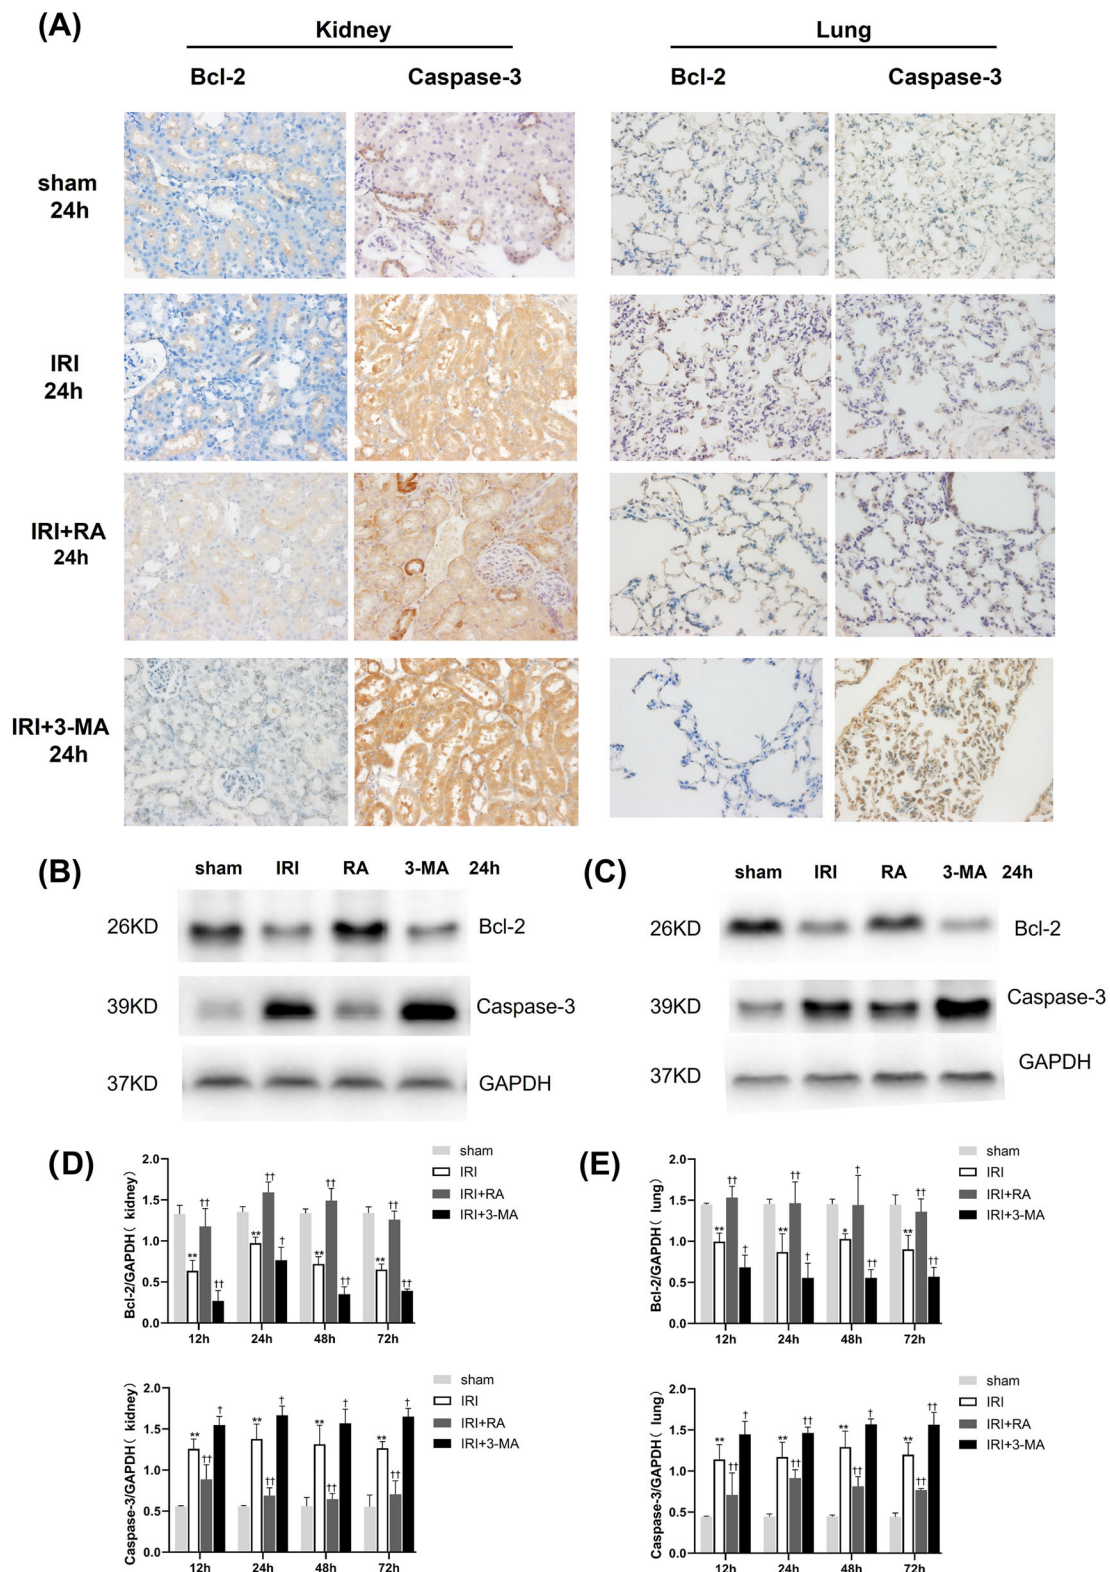 (A)
Kidney
Lung
Bcl-2
Caspase-3
Bcl-2
Caspase-3
sham
24h
IRI
24h
IRI+RA
24h
IRI+3-MA
24h
(B)
sham IRI RA 3-MA 24h
26KD
Bcl-2
39KD
Caspase-3
37KD
GAPDH
(C)
sham IRI RA 3-MA 24h
26KD
Bcl-2
39KD
Caspase-3
37KD
GAPDH
(D)
Bcl-2/GAPDH( kidney)
2.0
1.5
1.0
0.5
0.0
** †† †† ** †† † ** †† †† ** †† ††
12h 24h 48h 72h
sham
IRI
IRI+RA
IRI+3-MA
Caspase-3/GAPDH( kidney)
2.0
1.5
1.0
0.5
0.0
** †† † ** †† † ** †† † ** †† †
12h 24h 48h 72h
sham
IRI
IRI+RA
IRI+3-MA
(E)
Bcl-2/GAPDH( lung)
2.0
1.5
1.0
0.5
0.0
** †† † ** †† † * † †† ** †† ††
12h 24h 48h 72h
sham
IRI
IRI+RA
IRI+3-MA
Caspase-3/GAPDH( lung)
2.0
1.5
1.0
0.5
0.0
** †† † ** †† †† ** †† † ** †† ††
12h 24h 48h 72h
sham
IRI
IRI+RA
IRI+3-MA